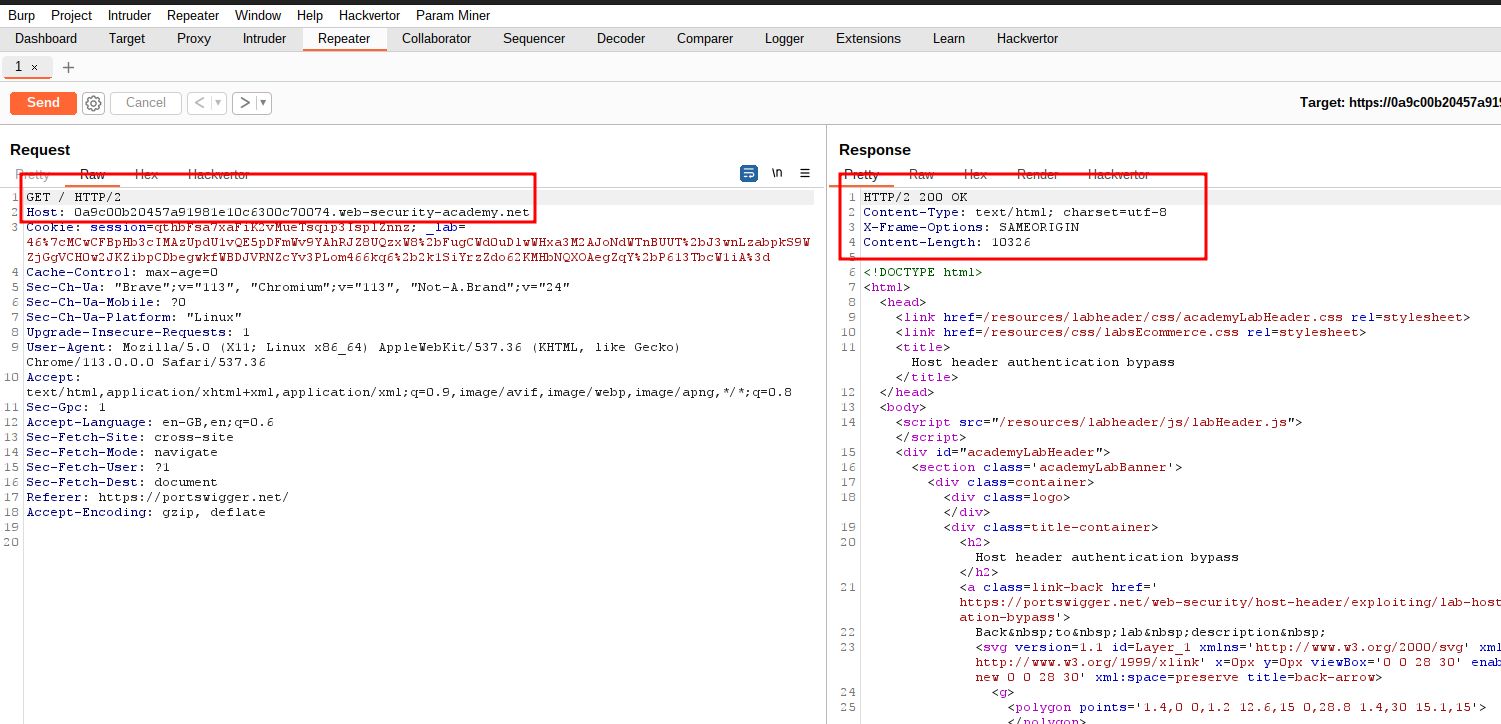 Burp Project Intruder Repeater Window Help Hackvertor Param Miner
Dashboard Target Proxy Intruder Repeater Collaborator Sequencer Decoder Comparer Logger Extensions Learn Hackvertor
1 × +
Send Cancel < ▼ > ▼ Target: https://0a9c00b20457a919
Request
Pretty Raw Hex Hackvertor \n
1 GET / HTTP/2
2 Host: 0a9c00b20457a91981e10c6300c70074.web-security-academy.net
3 Cookie: _lab=
4 Cache-Control: max-age=0
5 Sec-Ch-Ua: "Brave";v="113", "Chromium";v="113", "Not-A.Brand";v="24"
6 Sec-Ch-Ua-Mobile: ?0
7 Sec-Ch-Ua-Platform: "Linux"
8 Upgrade-Insecure-Requests: 1
9 User-Agent: Mozilla/5.0 (X11; Linux x86_64) AppleWebKit/537.36 (KHTML, like Gecko)
Chrome/113.0.0.0 Safari/537.36
10 Accept:
text/html,application/xhtml+xml,application/xml;q=0.9,image/avif,image/webp,image/apng,*/*;q=0.8
11 Sec-Gpc: 1
12 Accept-Language: en-GB,en;q=0.6
13 Sec-Fetch-Site: cross-site
14 Sec-Fetch-Mode: navigate
15 Sec-Fetch-User: ?1
16 Sec-Fetch-Dest: document
17 Referer: https://portswigger.net/
18 Accept-Encoding: gzip, deflate
19
20
Response
Pretty Raw Hex Render Hackvertor
1 HTTP/2 200 OK
2 Content-Type: text/html; charset=utf-8
3 X-Frame-Options: SAMEORIGIN
4 Content-Length: 10326
5
6 <!DOCTYPE html>
7 <html>
8 <head>
9 <link href=/resources/labheader/css/academyLabHeader.css rel=stylesheet>
10 <link href=/resources/css/labsEcommerce.css rel=stylesheet>
11 <title>
Host header authentication bypass
</title>
12 </head>
13 <body>
14 <script src="/resources/labheader/js/labHeader.js">
</script>
15 <div id="academyLabHeader">
16 <section class='academyLabBanner'>
17 <div class=container>
18 <div class=logo>
</div>
19 <div class=title-container>
20 <h2>
Host header authentication bypass
</h2>
21 <a class=link-back href='
https://portswigger.net/web-security/host-header/exploiting/lab-host
ation-bypass'>
22 Back&nbsp;to&nbsp;lab&nbsp;description&nbsp;
23 <svg version=1.1 id=Layer_1 xmlns='http://www.w3.org/2000/svg' xml
http://www.w3.org/1999/xlink' x=0px y=0px viewBox='0 0 28 30' enab
new 0 0 28 30' xml:space=preserve title=back-arrow>
24 <g>
25 <polygon points='1.4,0 0,1.2 12.6,15 0,28.8 1.4,30 15.1,15'>
</polygon>